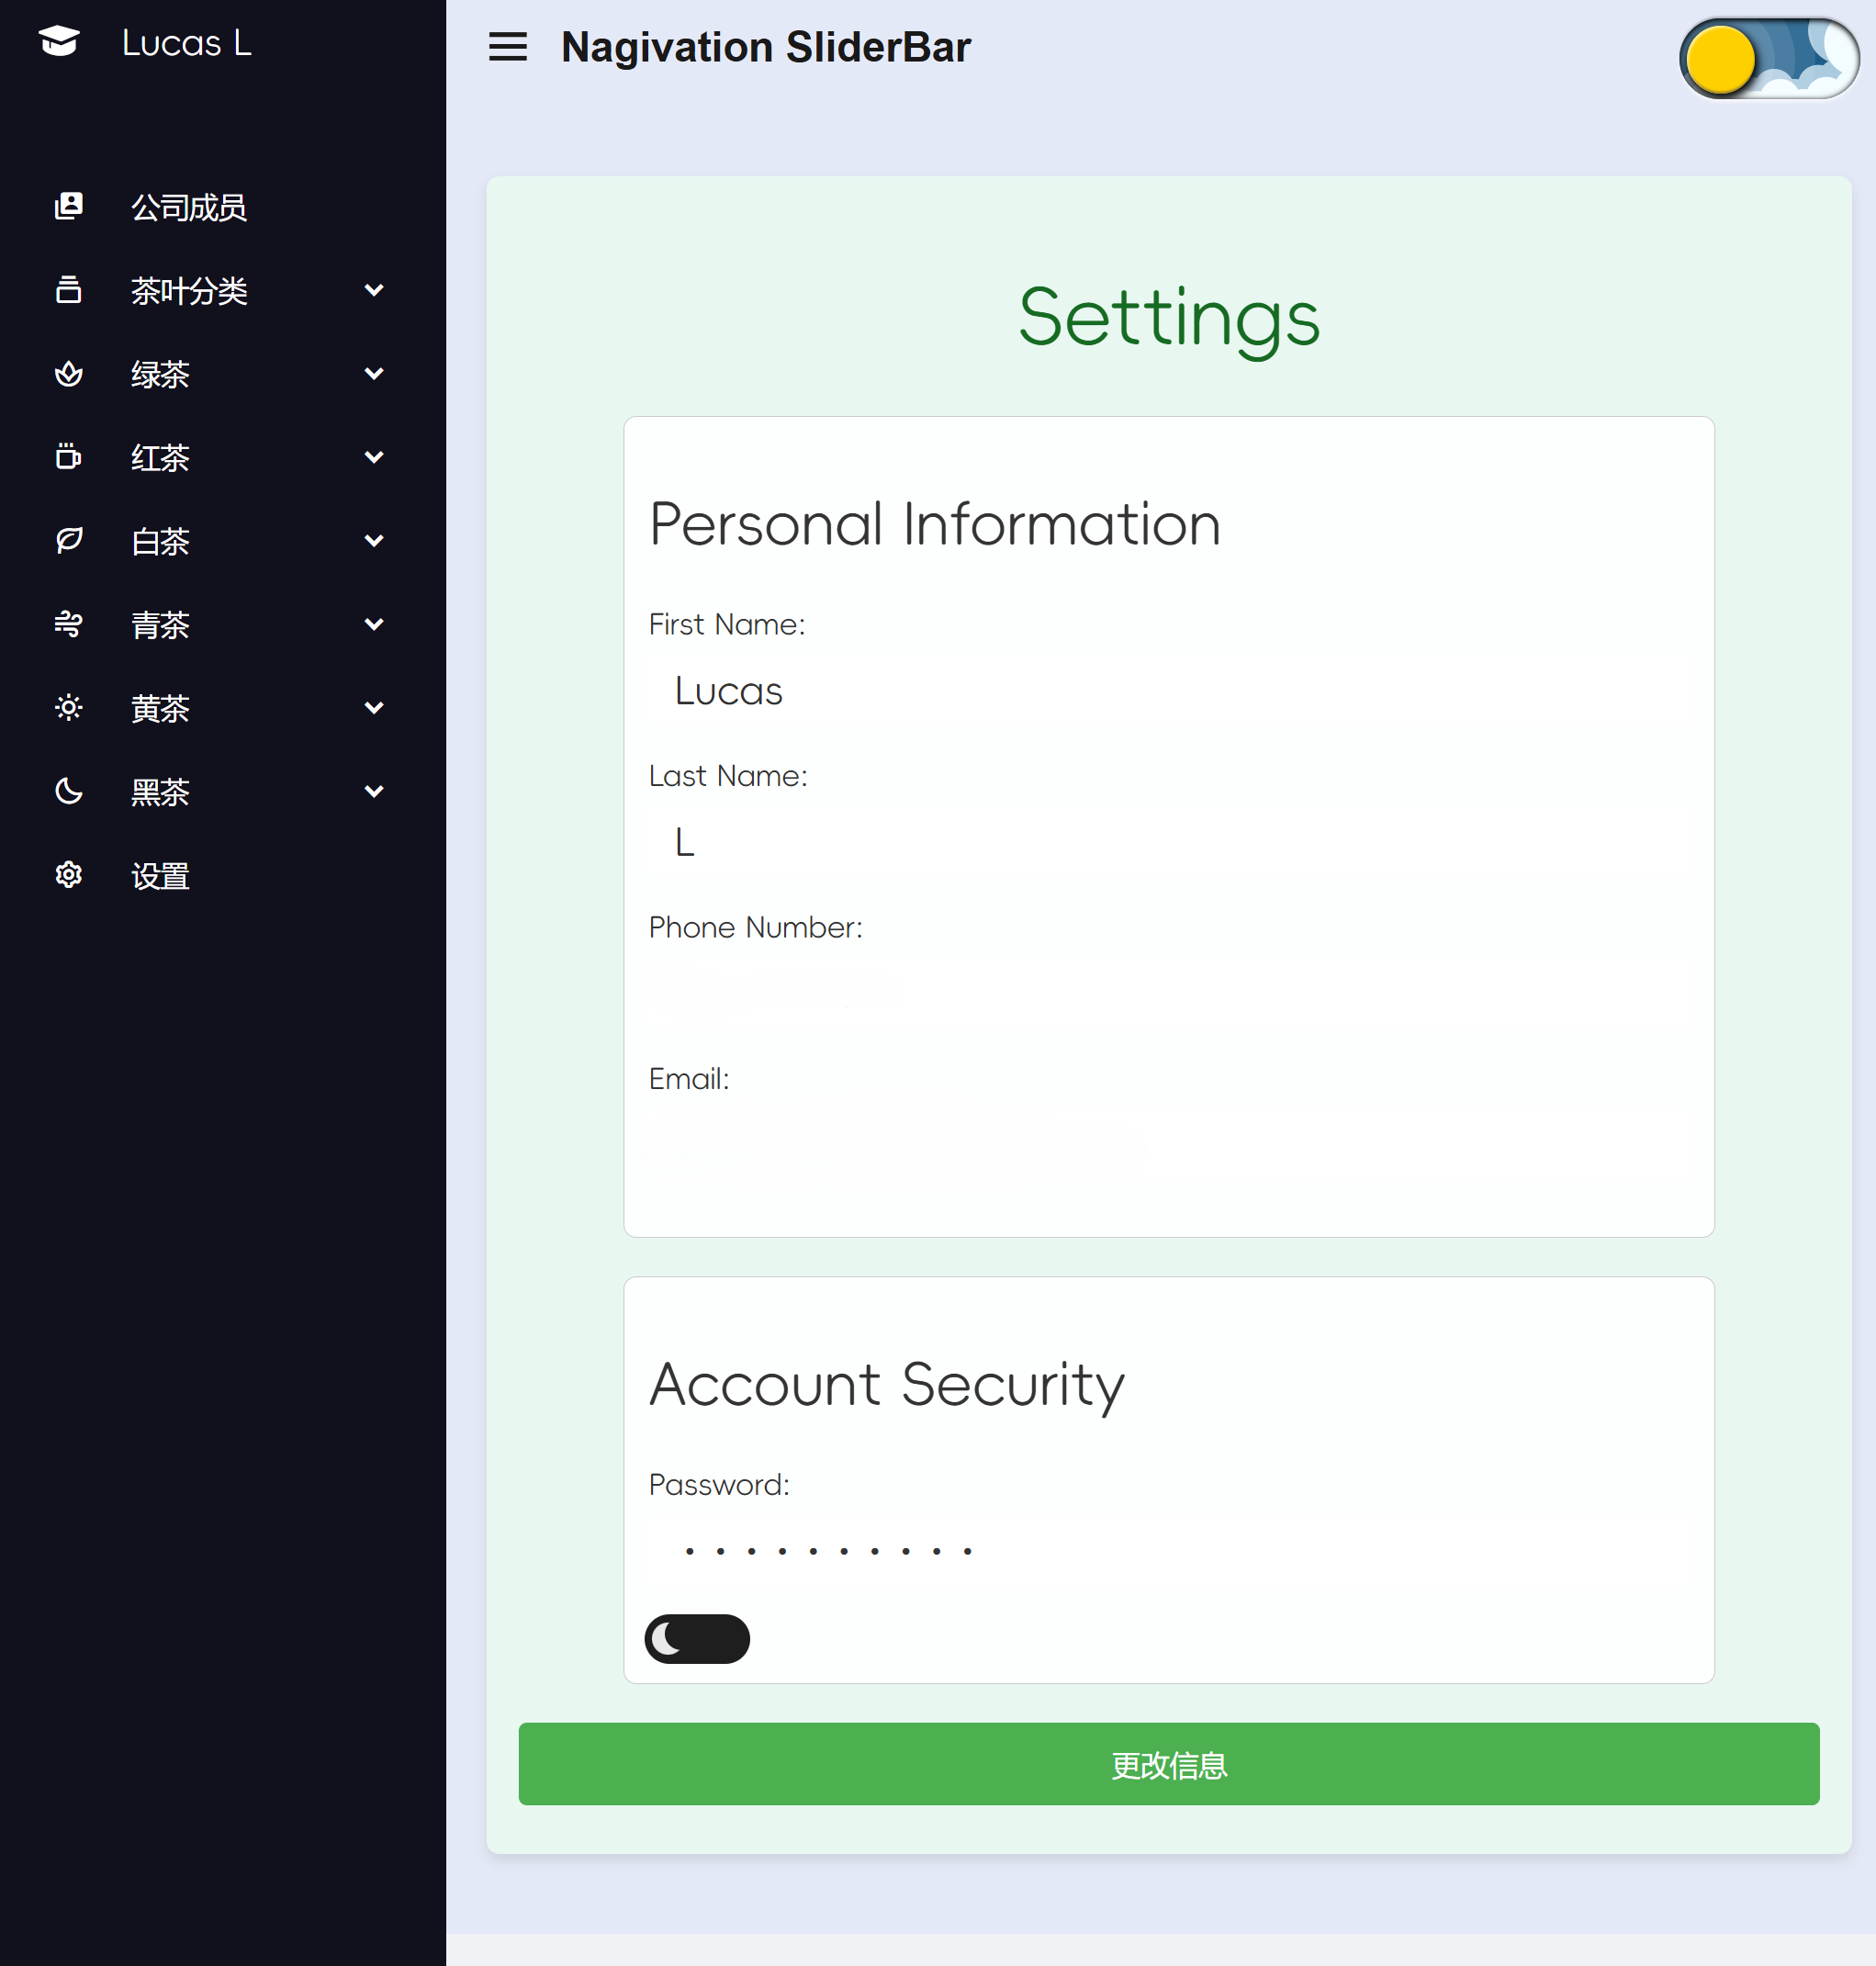 Lucas L
公司成员
茶叶分类
绿茶
红茶
白茶
青茶
黄茶
黑茶
设置
Nagivation SliderBar
Settings
Personal Information
First Name:
Lucas
Last Name:
L
Phone Number:
Email:
Account Security
Password:
··········
更改信息